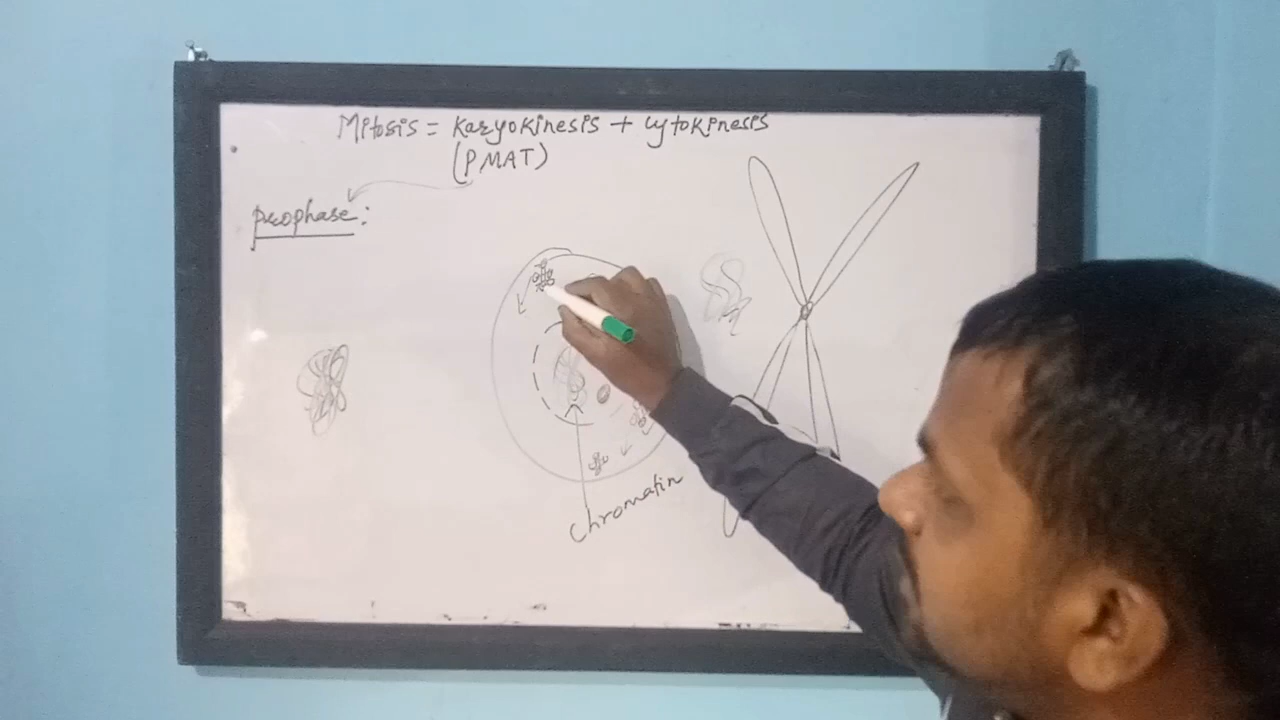 Mitosis = Karyokinesis + cytokinesis
(PMAT)
Prophase:
Chromatin